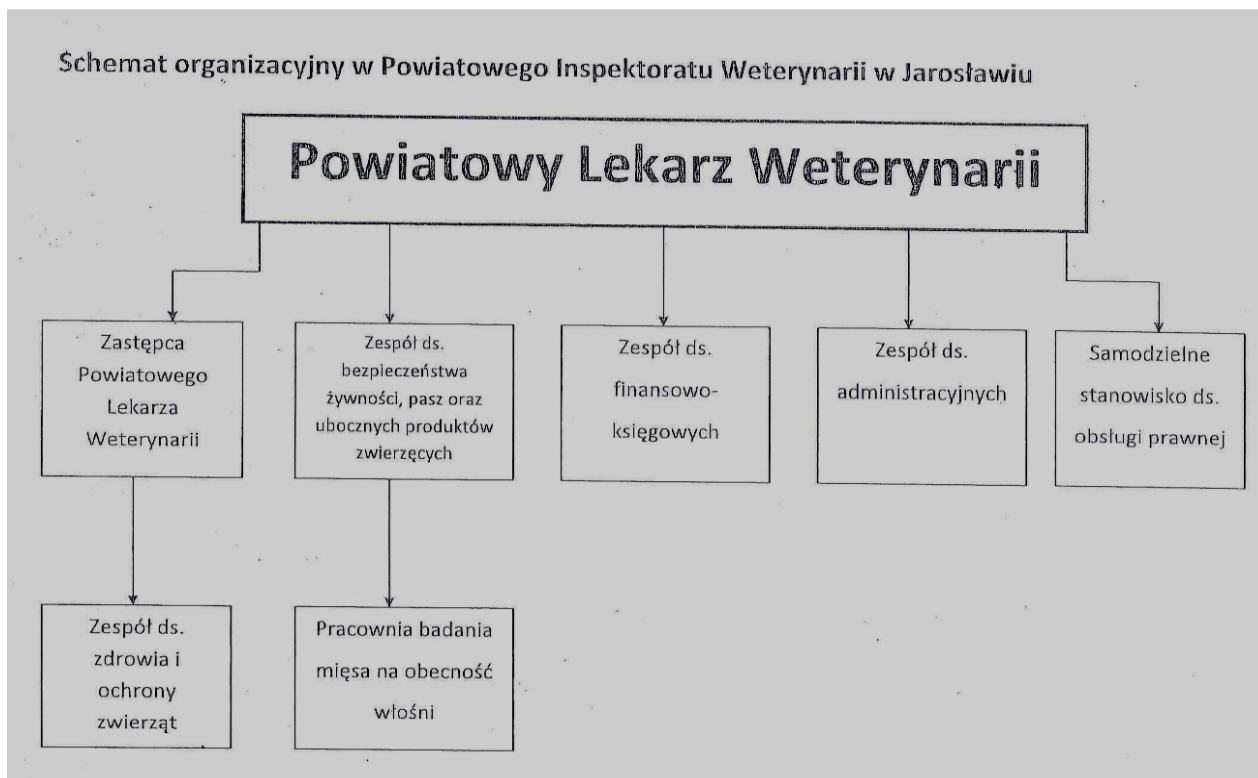 Schemat organizacyjny w Powiatowego Inspektoratu Weterynarii w Jarosławiu
Powiatowy Lekarz Weterynarii
Zastępca
Powiatowego
Lekarza
Weterynarii
Zespół ds.
bezpieczeństwa
żywności, pasz oraz
ubocznych produktów
zwierzęcych
Zespół ds.
finansowo-
księgowych
Zespół ds.
administracyjnych
Samodzielne
stanowisko ds.
obsługi prawnej
Zespół ds.
zdrowia i
ochrony
zwierząt
Pracownia badania
mięsa na obecność
włośni